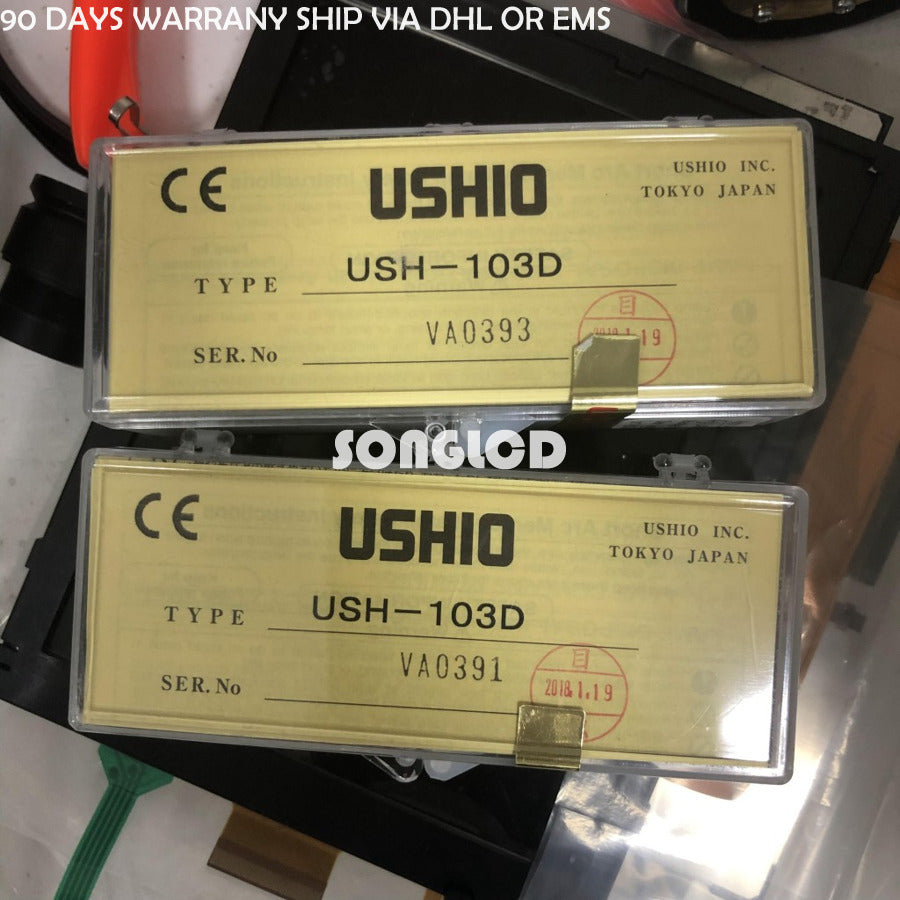 90 DAYS WARRANY SHIP VIA DHL OR EMS
CE
USHIO
USHIO INC.
TOKYO JAPAN
TYPE USH-103D
SER. No VA0393
19
SONGLCD
CE
USHIO
USHIO INC.
TOKYO JAPAN
TYPE USH-103D
SER. No VA0391
2018.1.19